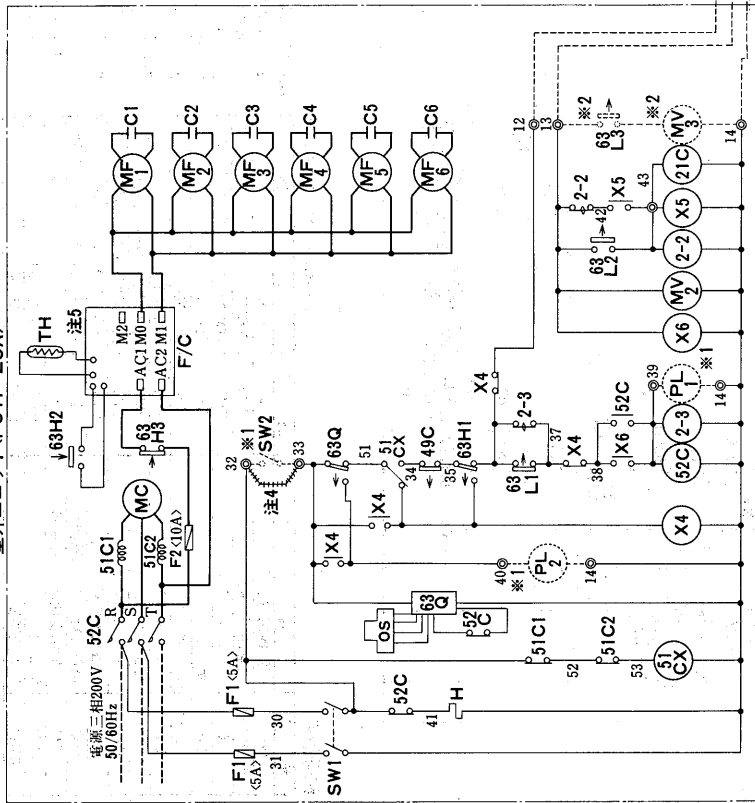 電源三相200V
50/60Hz
52C
R
S
T
51C1
51C2
MC
F2<10A>
63H2
TH
注5
63
H3
AC1
AC2
M2
M0
M1
F/C
MF
1
C1
MF
2
C2
MF
3
C3
MF
4
C4
MF
5
C5
MF
6
C6
F1<5A>
30
F1
<5A>
31
SW1
52C
41
H
32
※1
SW2
注4
33
51C1
52
51C2
53
51
CX
OS
63
Q
52
C
X4
40
※1
PL
2
14
X4
63Q
51
51
CX
34
49C
35
63H1
X4
X4
63
L1
2-3
37
X4
38
X6
52C
39
※1
52C
2-3
PL
1
14
12
13
63
L2
2-2
42
X5
43
63
L3
※2
※2
X6
MV
2
2-2
X5
21C
MV
3
14